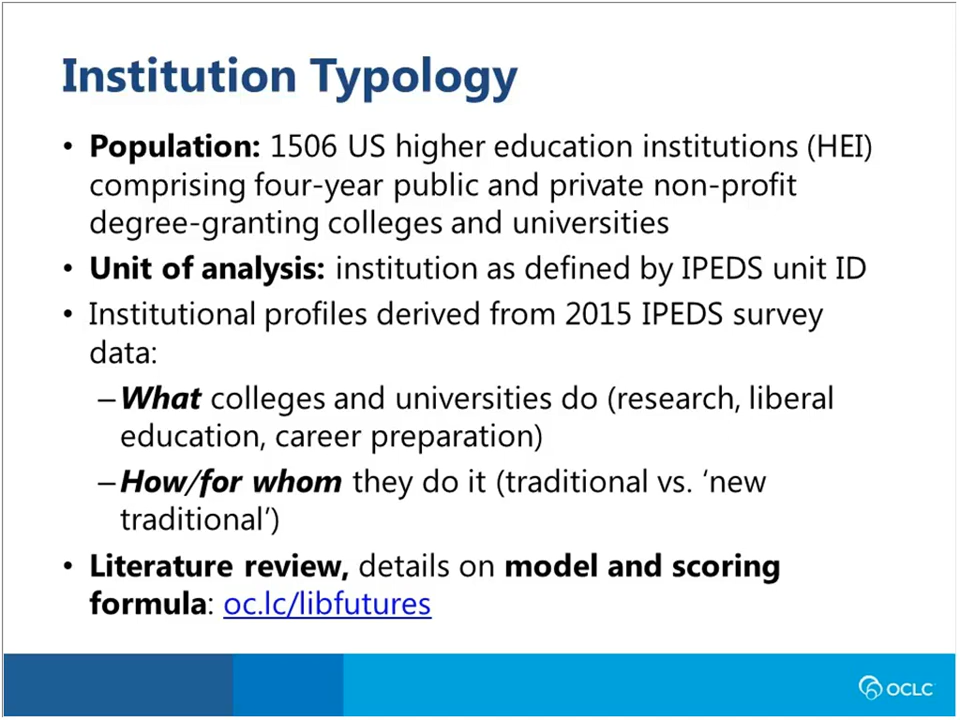 Institution Typology
• Population: 1506 US higher education institutions (HEI)
comprising four-year public and private non-profit
degree-granting colleges and universities
• Unit of analysis: institution as defined by IPEDS unit ID
• Institutional profiles derived from 2015 IPEDS survey
data:
–What colleges and universities do (research, liberal
education, career preparation)
–How/for whom they do it (traditional vs. ‘new
traditional’)
• Literature review, details on model and scoring
formula: oc.lc/libfutures
OCLC